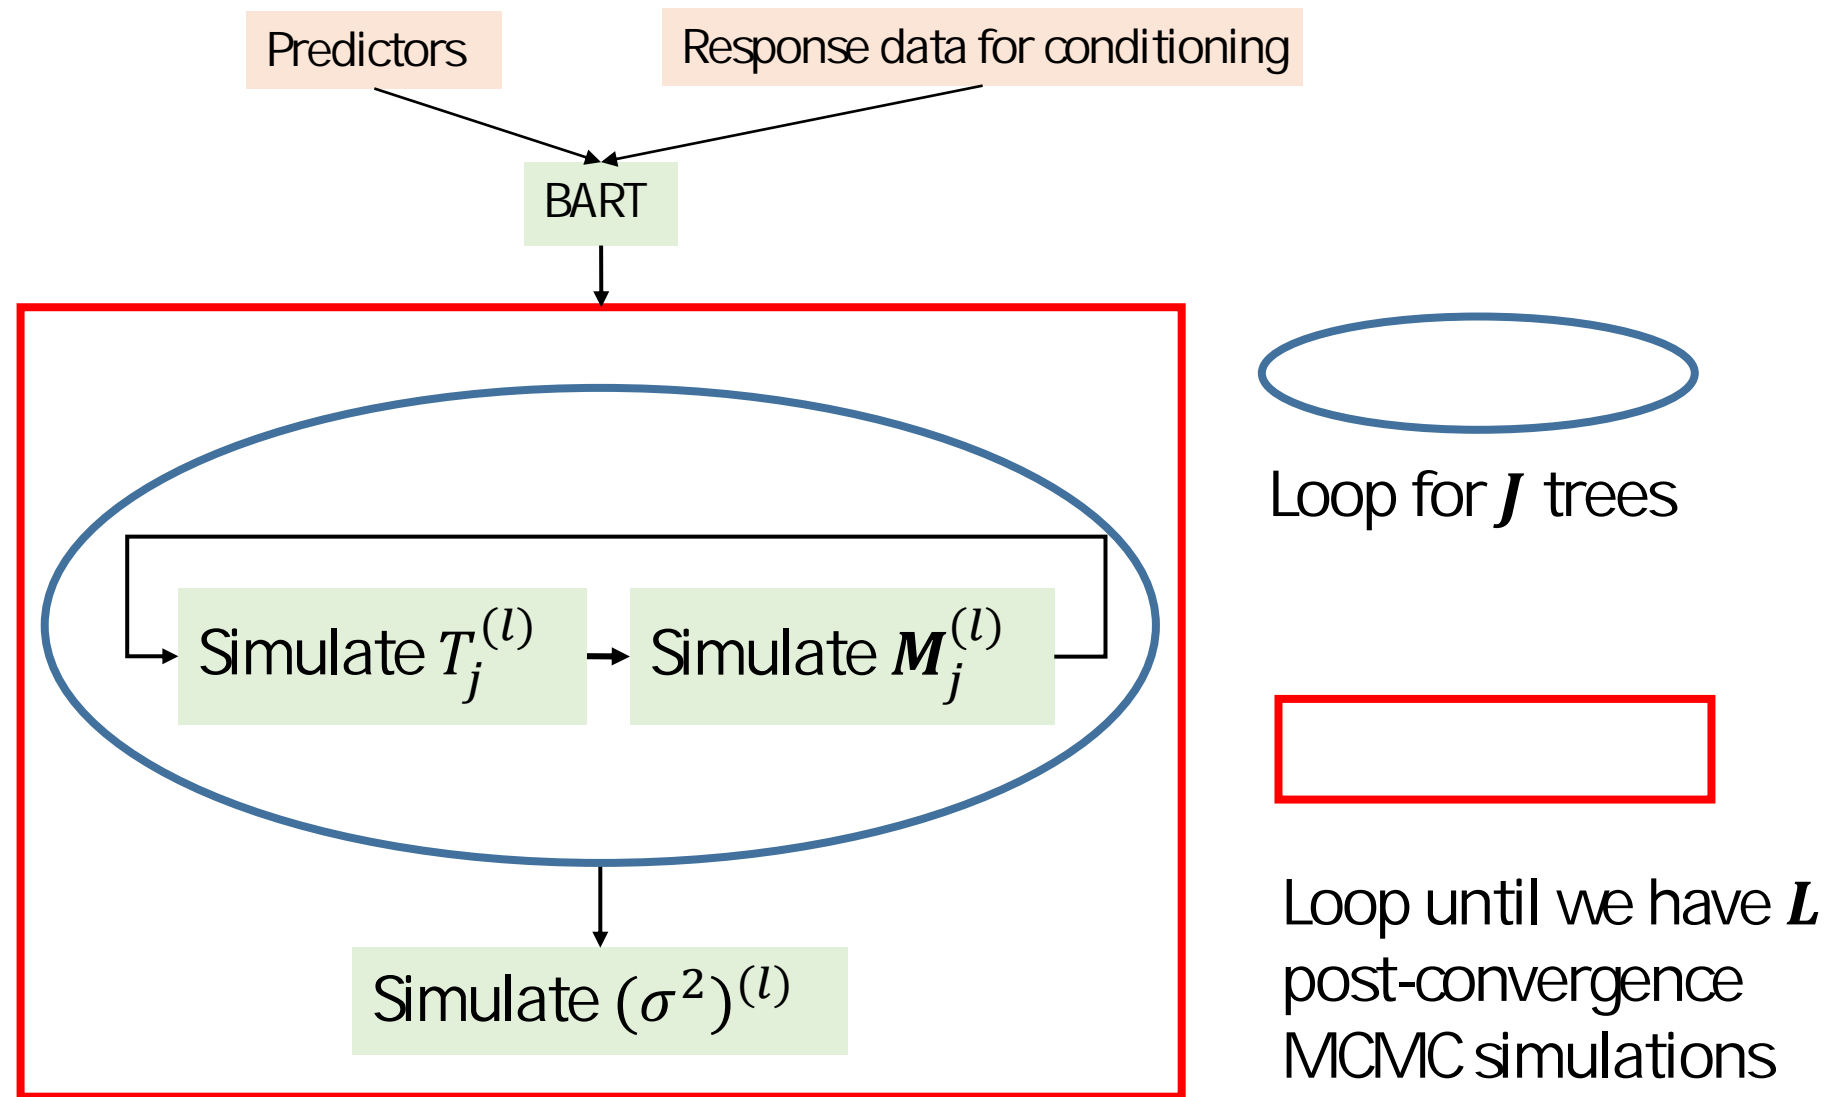 Predictors
Response data for conditioning
BART
Simulate $T_j^{(l)}$
Simulate $\boldsymbol{M}_j^{(l)}$
Simulate $(\sigma^2)^{(l)}$
Loop for $\boldsymbol{J}$ trees
Loop until we have $\boldsymbol{L}$
post-convergence
MCMC simulations